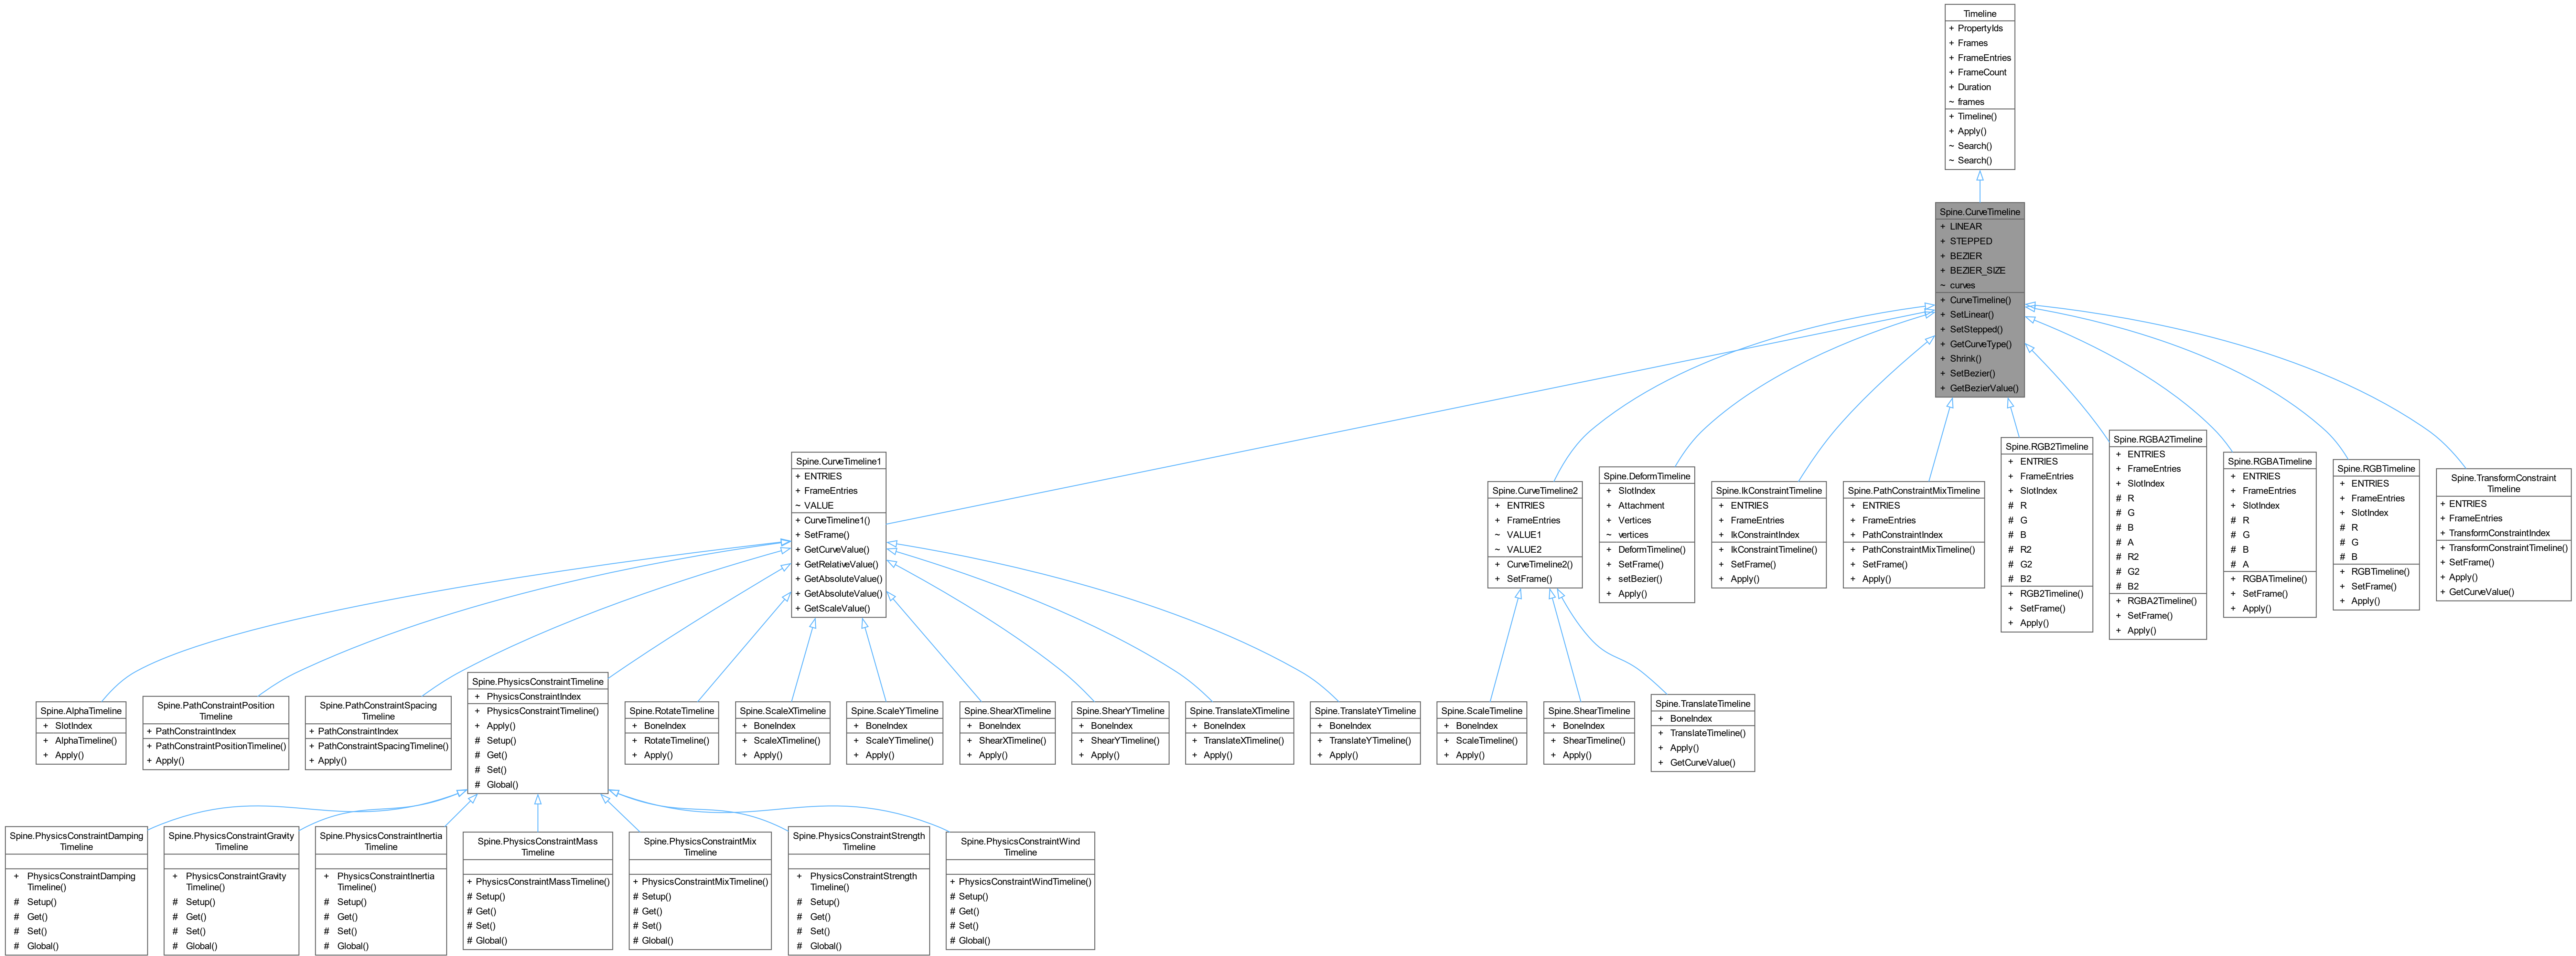 Timeline
+ PropertyIds
+ Frames
+ FrameEntries
+ FrameCount
+ Duration
~ frames
+ Timeline()
+ Apply()
~ Search()
~ Search()
Spine.CurveTimeline
+ LINEAR
+ STEPPED
+ BEZIER
+ BEZIER_SIZE
~ curves
+ CurveTimeline()
+ SetLinear()
+ SetStepped()
+ GetCurveType()
+ Shrink()
+ SetBezier()
+ GetBezierValue()
Spine.CurveTimeline1
+ ENTRIES
+ FrameEntries
~ VALUE
+ CurveTimeline1()
+ SetFrame()
+ GetCurveValue()
+ GetRelativeValue()
+ GetAbsoluteValue()
+ GetAbsoluteValue()
+ GetScaleValue()
Spine.CurveTimeline2
+ ENTRIES
+ FrameEntries
~ VALUE1
~ VALUE2
+ CurveTimeline2()
+ SetFrame()
Spine.DeformTimeline
+ SlotIndex
+ Attachment
+ Vertices
~ vertices
+ DeformTimeline()
+ SetFrame()
+ setBezier()
+ Apply()
Spine.IkConstraintTimeline
+ ENTRIES
+ FrameEntries
+ IkConstraintIndex
+ IkConstraintTimeline()
+ SetFrame()
+ Apply()
Spine.PathConstraintMixTimeline
+ ENTRIES
+ FrameEntries
+ PathConstraintIndex
+ PathConstraintMixTimeline()
+ SetFrame()
+ Apply()
Spine.RGB2Timeline
+ ENTRIES
+ FrameEntries
+ SlotIndex
# R
# G
# B
# R2
# G2
# B2
+ RGB2Timeline()
+ SetFrame()
+ Apply()
Spine.RGBA2Timeline
+ ENTRIES
+ FrameEntries
+ SlotIndex
# R
# G
# B
# A
# R2
# G2
# B2
+ RGBA2Timeline()
+ SetFrame()
+ Apply()
Spine.RGBATimeline
+ ENTRIES
+ FrameEntries
+ SlotIndex
# R
# G
# B
# A
+ RGBATimeline()
+ SetFrame()
+ Apply()
Spine.RGBTimeline
+ ENTRIES
+ FrameEntries
+ SlotIndex
# R
# G
# B
+ RGBTimeline()
+ SetFrame()
+ Apply()
Spine.TransformConstraint
Timeline
+ ENTRIES
+ FrameEntries
+ TransformConstraintIndex
+ TransformConstraintTimeline()
+ SetFrame()
+ Apply()
+ GetCurveValue()
Spine.AlphaTimeline
+ SlotIndex
+ AlphaTimeline()
+ Apply()
Spine.PathConstraintPosition
Timeline
+ PathConstraintIndex
+ PathConstraintPositionTimeline()
+ Apply()
Spine.PathConstraintSpacing
Timeline
+ PathConstraintIndex
+ PathConstraintSpacingTimeline()
+ Apply()
Spine.PhysicsConstraintTimeline
+ PhysicsConstraintIndex
+ PhysicsConstraintTimeline()
+ Apply()
# Setup()
# Get()
# Set()
# Global()
Spine.RotateTimeline
+ BoneIndex
+ RotateTimeline()
+ Apply()
Spine.ScaleXTimeline
+ BoneIndex
+ ScaleXTimeline()
+ Apply()
Spine.ScaleYTimeline
+ BoneIndex
+ ScaleYTimeline()
+ Apply()
Spine.ShearXTimeline
+ BoneIndex
+ ShearXTimeline()
+ Apply()
Spine.ShearYTimeline
+ BoneIndex
+ ShearYTimeline()
+ Apply()
Spine.TranslateXTimeline
+ BoneIndex
+ TranslateXTimeline()
+ Apply()
Spine.TranslateYTimeline
+ BoneIndex
+ TranslateYTimeline()
+ Apply()
Spine.ScaleTimeline
+ BoneIndex
+ ScaleTimeline()
+ Apply()
Spine.ShearTimeline
+ BoneIndex
+ ShearTimeline()
+ Apply()
Spine.TranslateTimeline
+ BoneIndex
+ TranslateTimeline()
+ Apply()
+ GetCurveValue()
Spine.PhysicsConstraintDamping
Timeline
+ PhysicsConstraintDamping
Timeline()
# Setup()
# Get()
# Set()
# Global()
Spine.PhysicsConstraintGravity
Timeline
+ PhysicsConstraintGravity
Timeline()
# Setup()
# Get()
# Set()
# Global()
Spine.PhysicsConstraintInertia
Timeline
+ PhysicsConstraintInertia
Timeline()
# Setup()
# Get()
# Set()
# Global()
Spine.PhysicsConstraintMass
Timeline
+ PhysicsConstraintMassTimeline()
# Setup()
# Get()
# Set()
# Global()
Spine.PhysicsConstraintMix
Timeline
+ PhysicsConstraintMixTimeline()
# Setup()
# Get()
# Set()
# Global()
Spine.PhysicsConstraintStrength
Timeline
+ PhysicsConstraintStrength
Timeline()
# Setup()
# Get()
# Set()
# Global()
Spine.PhysicsConstraintWind
Timeline
+ PhysicsConstraintWindTimeline()
# Setup()
# Get()
# Set()
# Global()